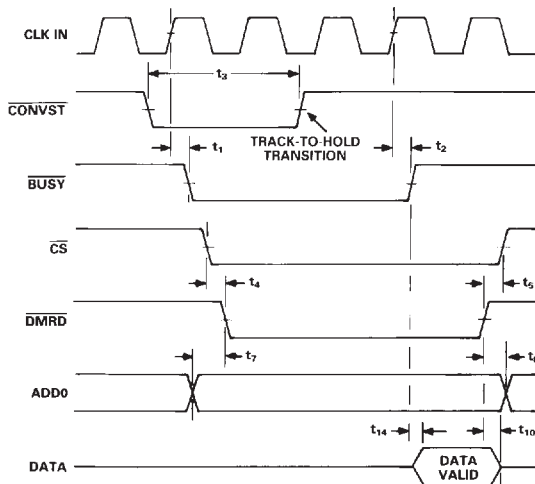 CLK IN
t₃
CONVST
TRACK-TO-HOLD
TRANSITION
t₁
t₂
BUSY
CS
t₄
t₅
DMRD
t₇
t₆
ADD0
t₁₄
t₁₀
DATA
DATA
VALID